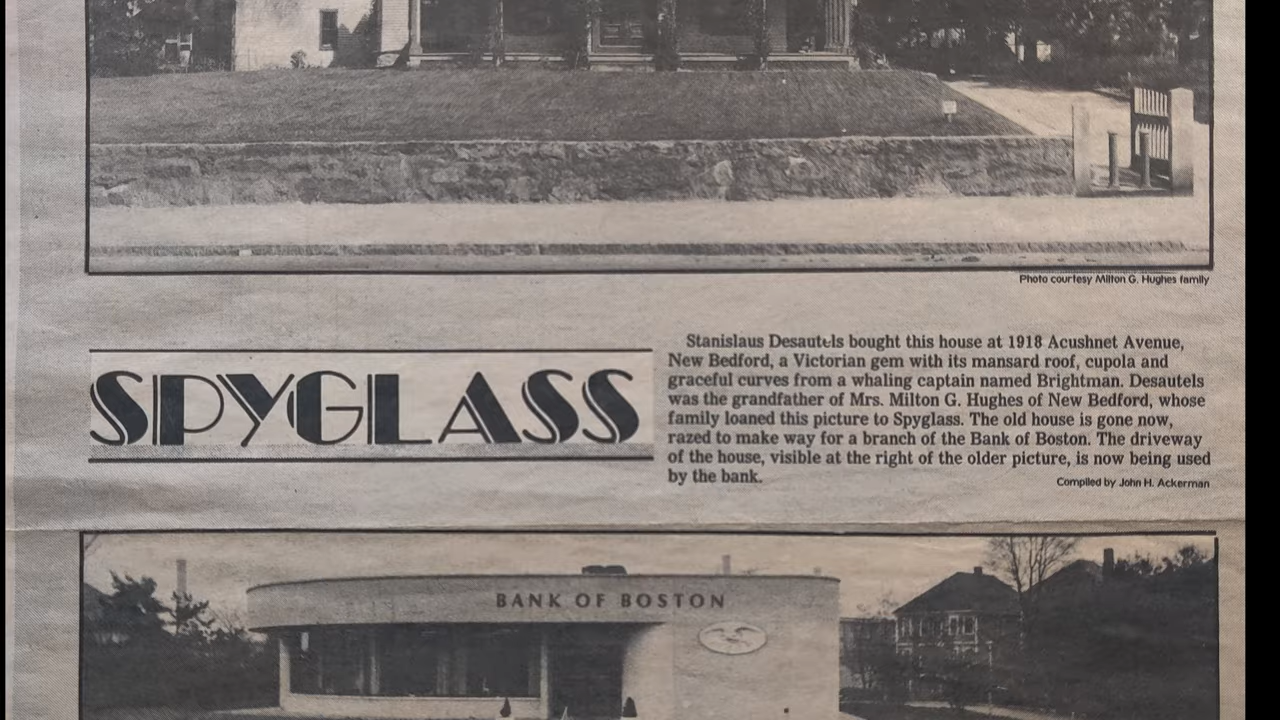 Photo courtesy Milton G. Hughes family
SPYGLASS
Stanislaus Desautels bought this house at 1918 Acushnet Avenue,
New Bedford, a Victorian gem with its mansard roof, cupola and
graceful curves from a whaling captain named Brightman. Desautels
was the grandfather of Mrs. Milton G. Hughes of New Bedford, whose
family loaned this picture to Spyglass. The old house is gone now,
razed to make way for a branch of the Bank of Boston. The driveway
of the house, visible at the right of the older picture, is now being used
by the bank.
Compiled by John H. Ackerman
BANK OF BOSTON